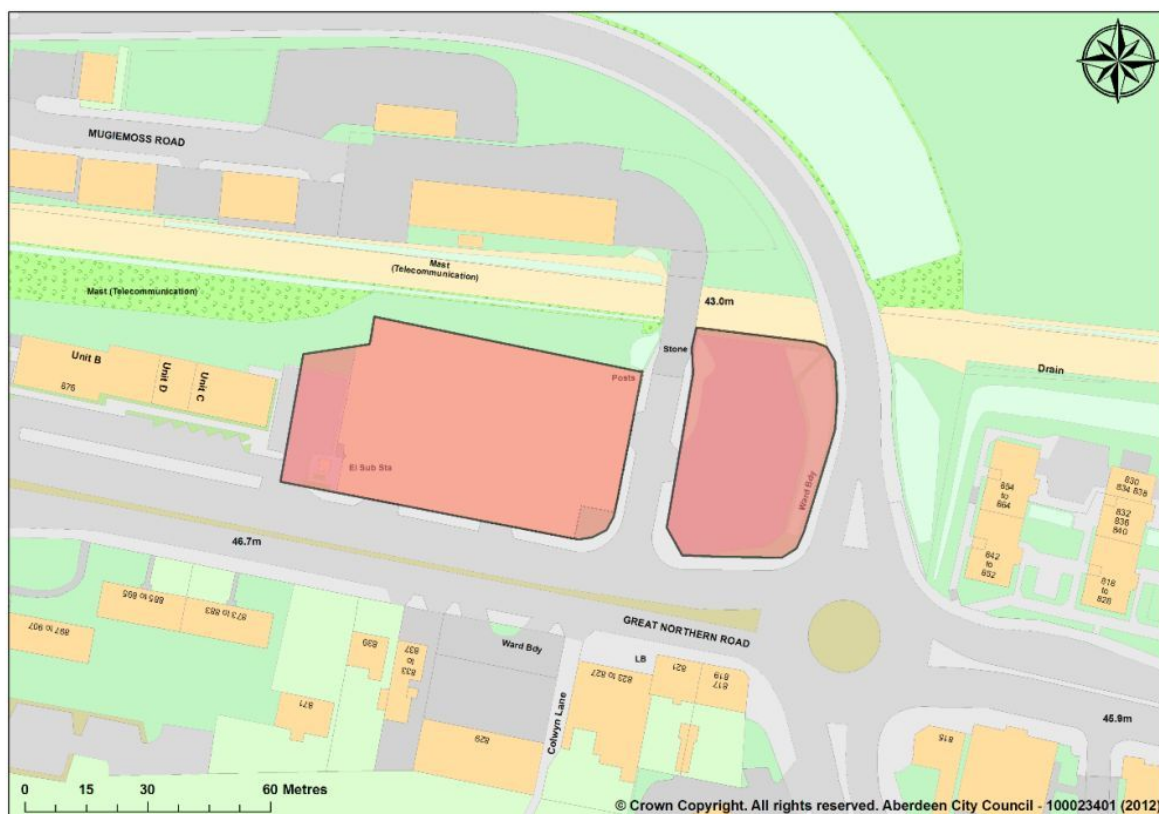 MUGIEMOSS ROAD
Mast
(Telecommunication)
Mast (Telecommunication)
43.0m
Stone
Drain
Unit B
Unit D
Unit C
676
Posts
El Sub Sta
Ward Bdy
854
to
864
842
to
852
830
834 838
832
836
840
818
to
828
46.7m
GREAT NORTHERN ROAD
897 to 907
885 to 895
873 to 883
871
839
837
to
833
829
Ward Bdy
Colwyn Lane
LB
823 to 827
821
819
817
815
45.9m
0 15 30 60 Metres
© Crown Copyright. All rights reserved. Aberdeen City Council - 100023401 (2012)